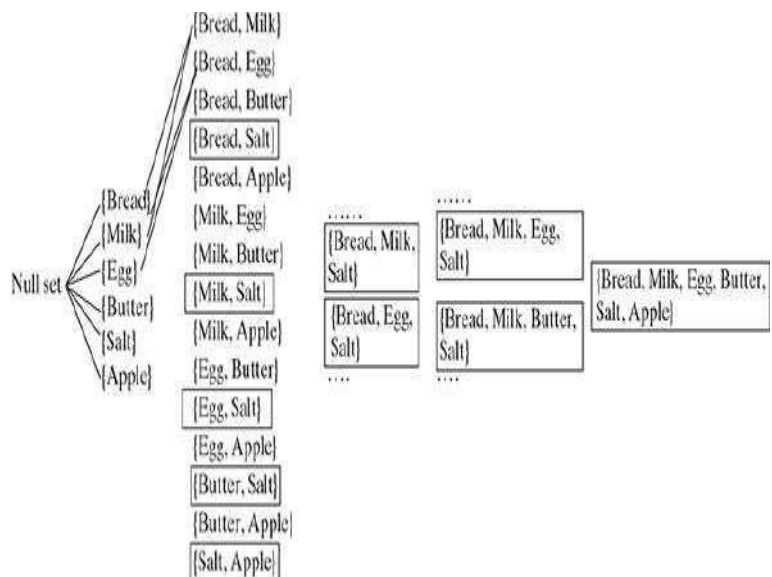 Null set
{Bread}
{Milk}
{Egg}
{Butter}
{Salt}
{Apple}
{Bread, Milk}
{Bread, Egg}
{Bread, Butter}
{Bread, Salt}
{Bread, Apple}
{Milk, Egg}
{Milk, Butter}
{Milk, Salt}
{Milk, Apple}
{Egg, Butter}
{Egg, Salt}
{Egg, Apple}
{Butter, Salt}
{Butter, Apple}
{Salt, Apple}
......
{Bread, Milk,
Salt}
{Bread, Egg,
Salt}
....
......
{Bread, Milk, Egg,
Salt}
{Bread, Milk, Butter,
Salt}
....
{Bread, Milk, Egg, Butter,
Salt, Apple}